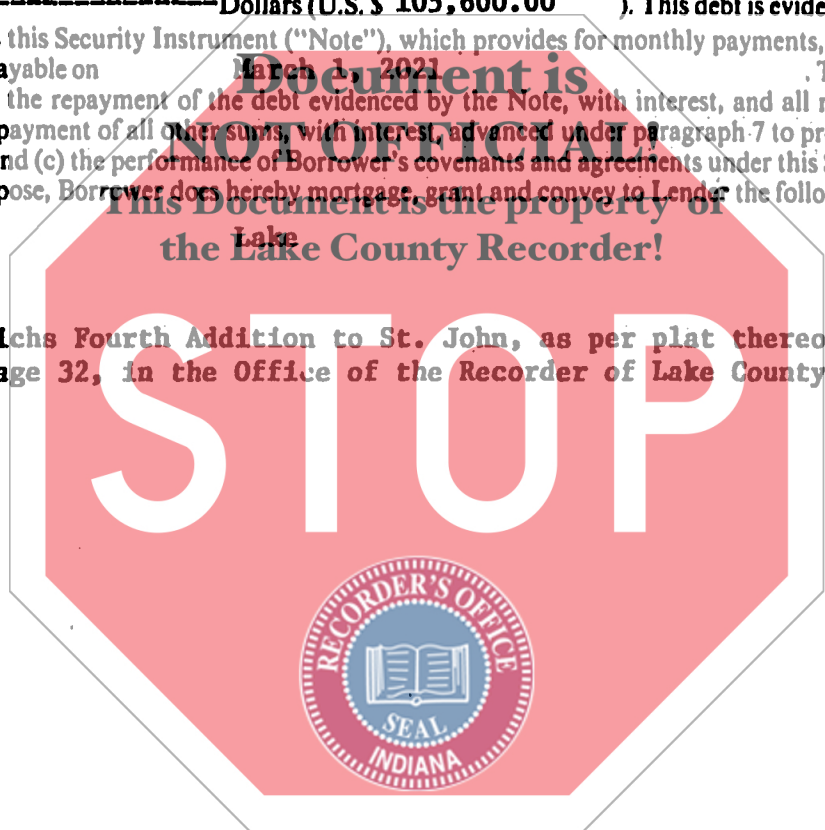 Dollars (U.S. $ 105,600.00 ). This debt is evide
this Security Instrument ("Note"), which provides for monthly payments,
ayable on March 1, 2021 .
the repayment of the debt evidenced by the Note, with interest, and all
payment of all other sums, with interest, advanced under paragraph 7 to pr
nd (c) the performance of Borrower's covenants and agreements under this
pose, Borrower does hereby mortgage, grant and convey to Lender the follo
Lake
Document is
NOT OFFICIAL!
This Document is the property of
the Lake County Recorder!
ichs Fourth Addition to St. John, as per plat thereo
age 32, in the Office of the Recorder of Lake County
STOP
RECORDER'S OFFICE
SEAL
INDIANA